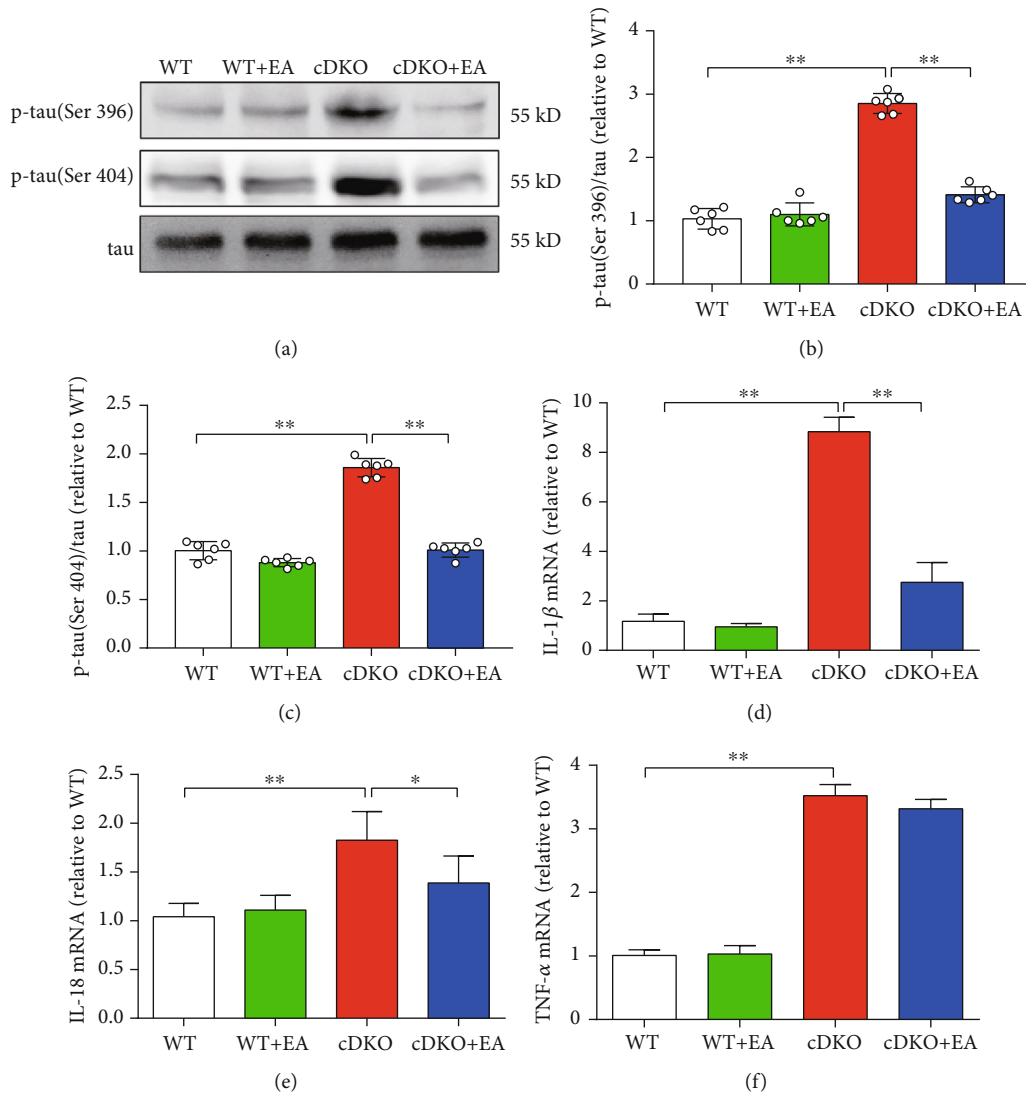 WT WT+EA cDKO cDKO+EA
p-tau(Ser 396) 55 kD
p-tau(Ser 404) 55 kD
tau 55 kD
(a)
p-tau(Ser 396)/tau (relative to WT)
4
3
2
1
0
** **
WT WT+EA cDKO cDKO+EA
(b)
p-tau(Ser 404)/tau (relative to WT)
2.5
2.0
1.5
1.0
0.5
0.0
** **
WT WT+EA cDKO cDKO+EA
(c)
IL-1β mRNA (relative to WT)
10
8
6
4
2
0
** **
WT WT+EA cDKO cDKO+EA
(d)
IL-18 mRNA (relative to WT)
2.5
2.0
1.5
1.0
0.5
0.0
** *
WT WT+EA cDKO cDKO+EA
(e)
TNF-α mRNA (relative to WT)
4
3
2
1
0
**
WT WT+EA cDKO cDKO+EA
(f)